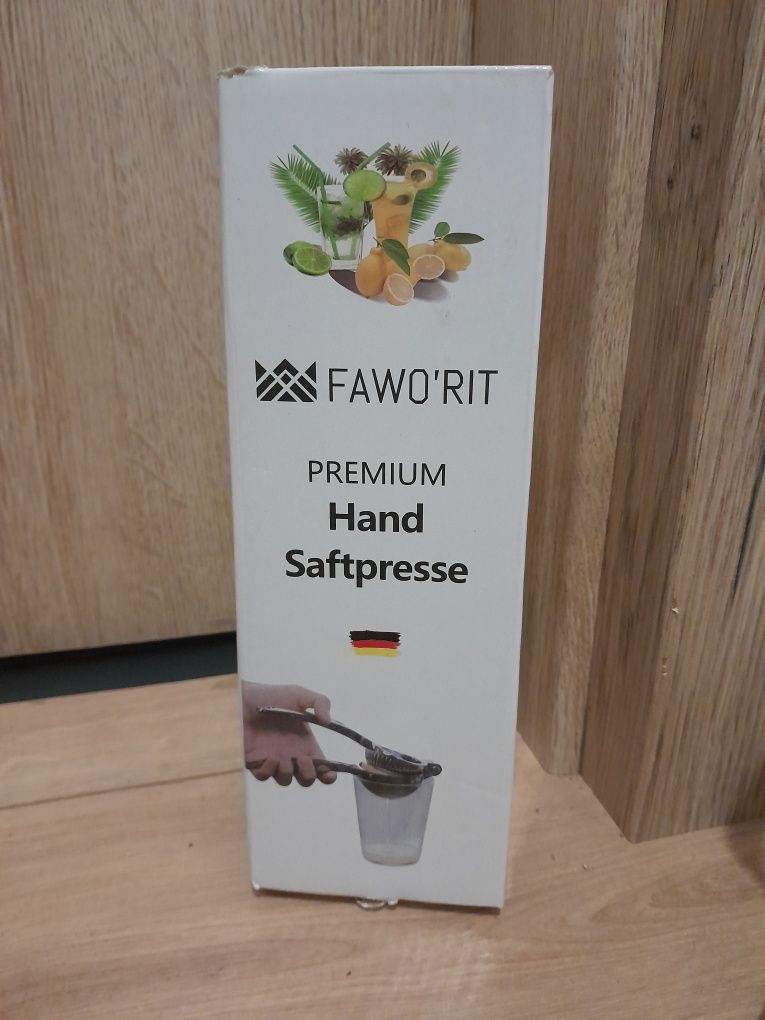 FAWO'RIT
PREMIUM
Hand
Saftpresse